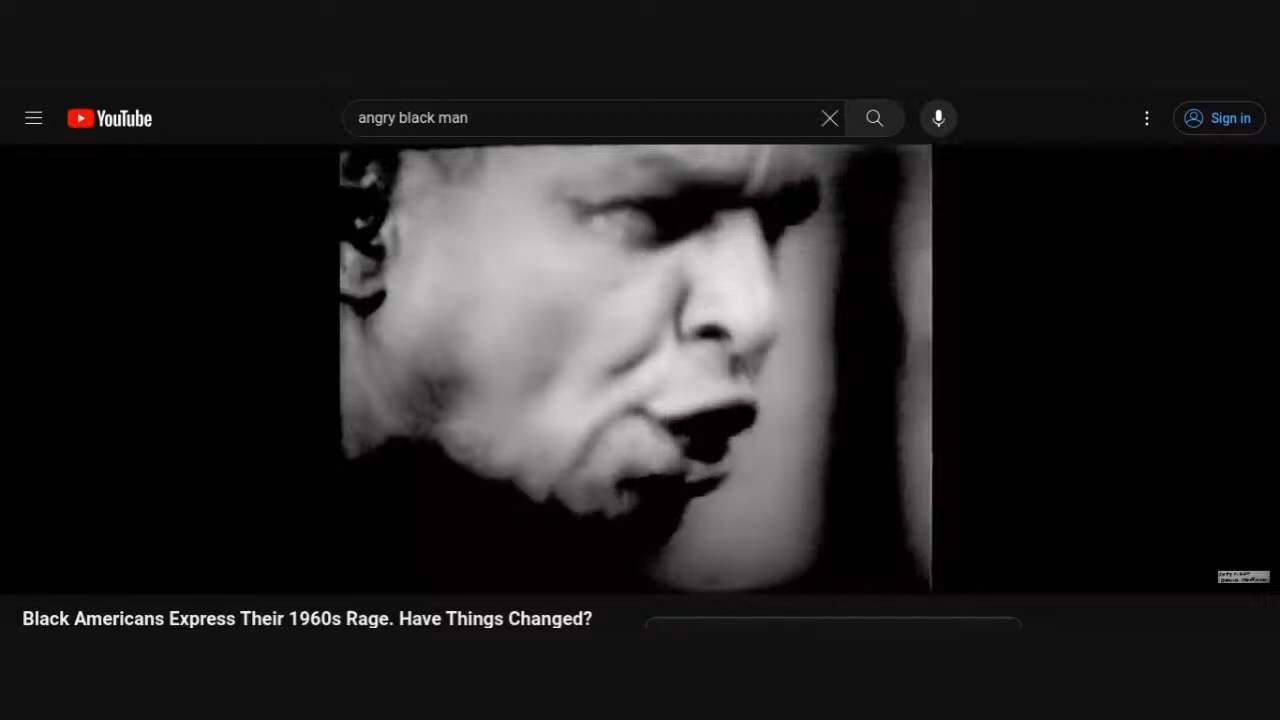 YouTube
angry black man
Sign in
Black Americans Express Their 1960s Rage. Have Things Changed?